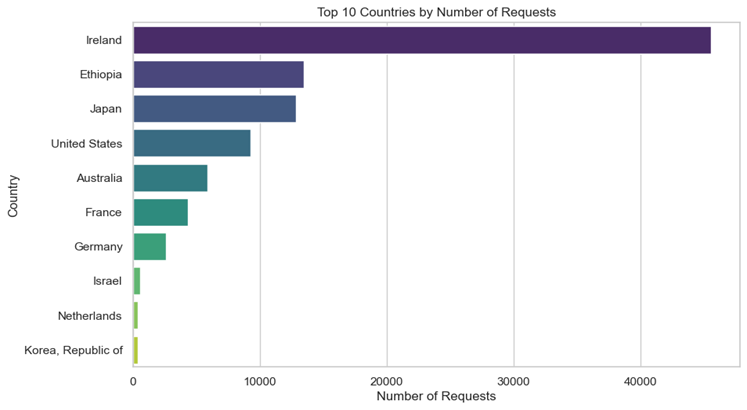 Top 10 Countries by Number of Requests
Ireland
Ethiopia
Japan
United States
Australia
France
Germany
Israel
Netherlands
Korea, Republic of
Country
0 10000 20000 30000 40000
Number of Requests